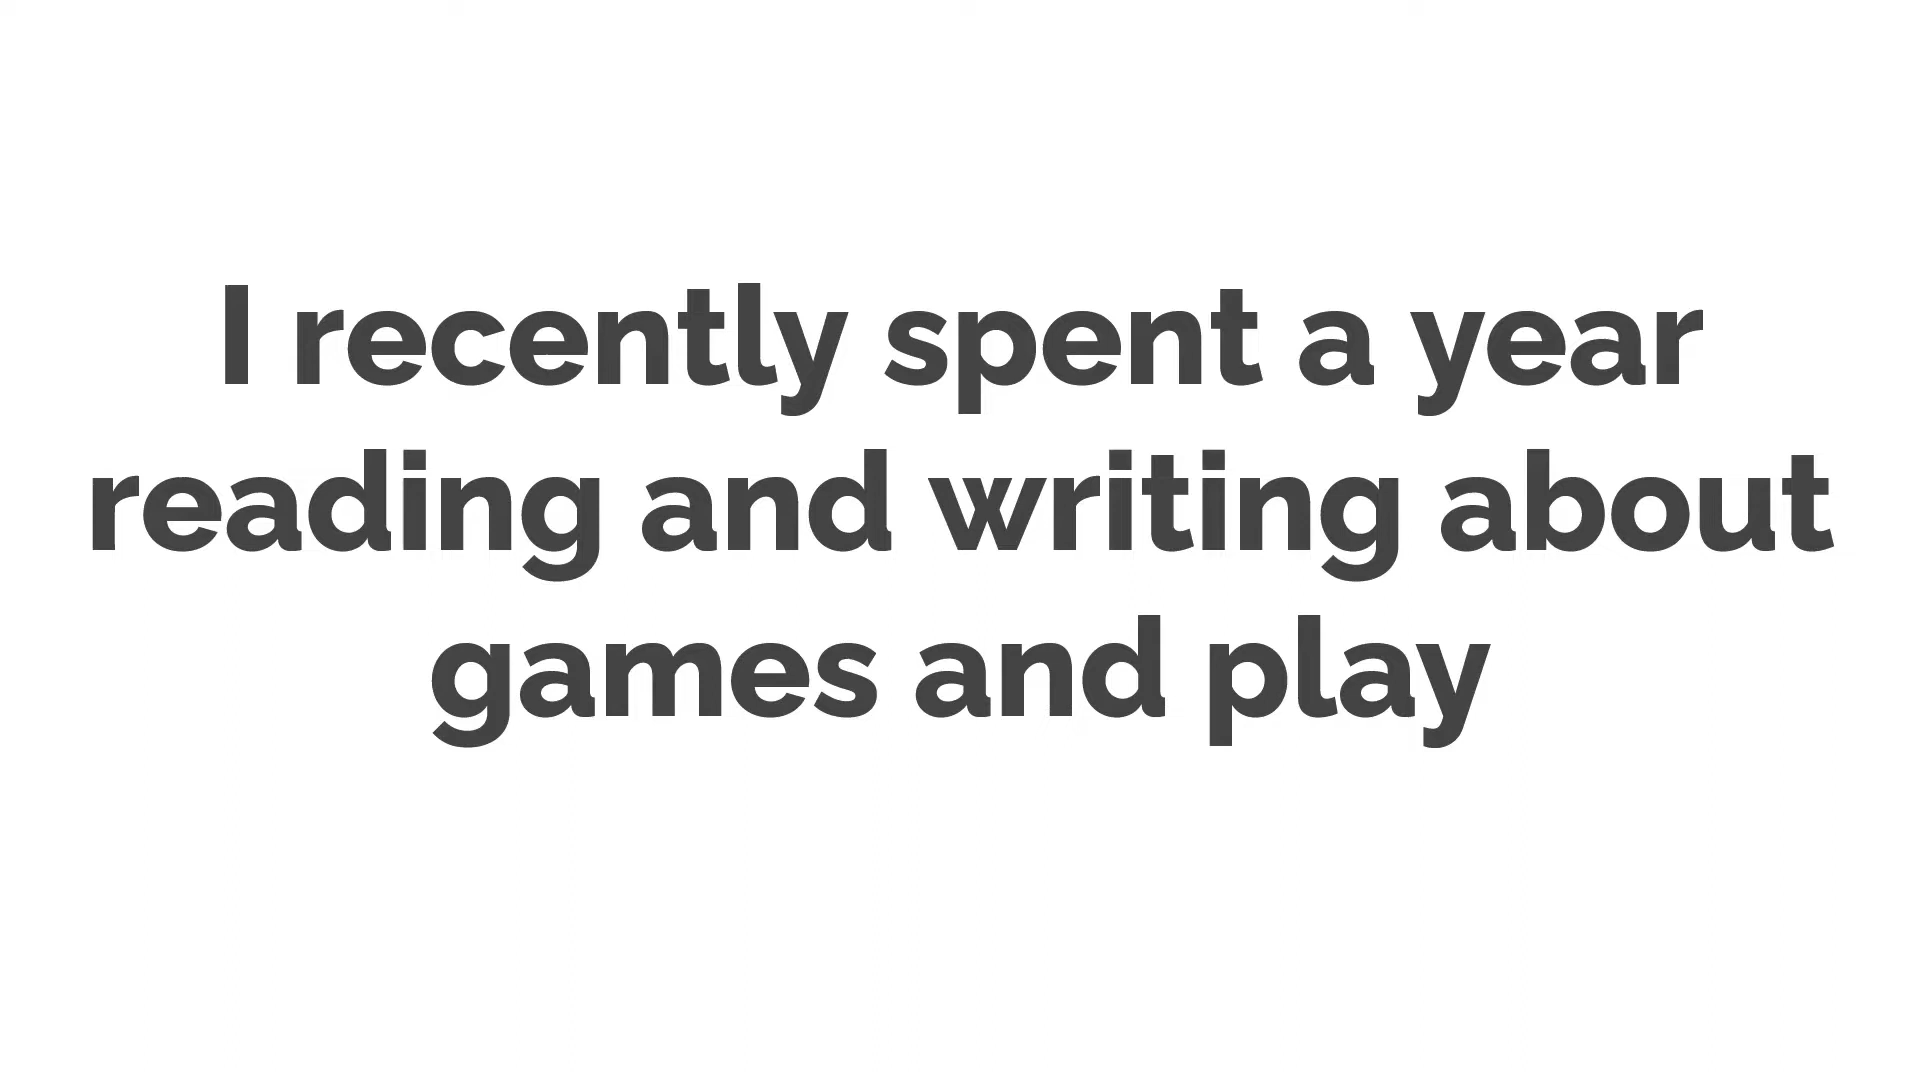 I recently spent a year
reading and writing about
games and play